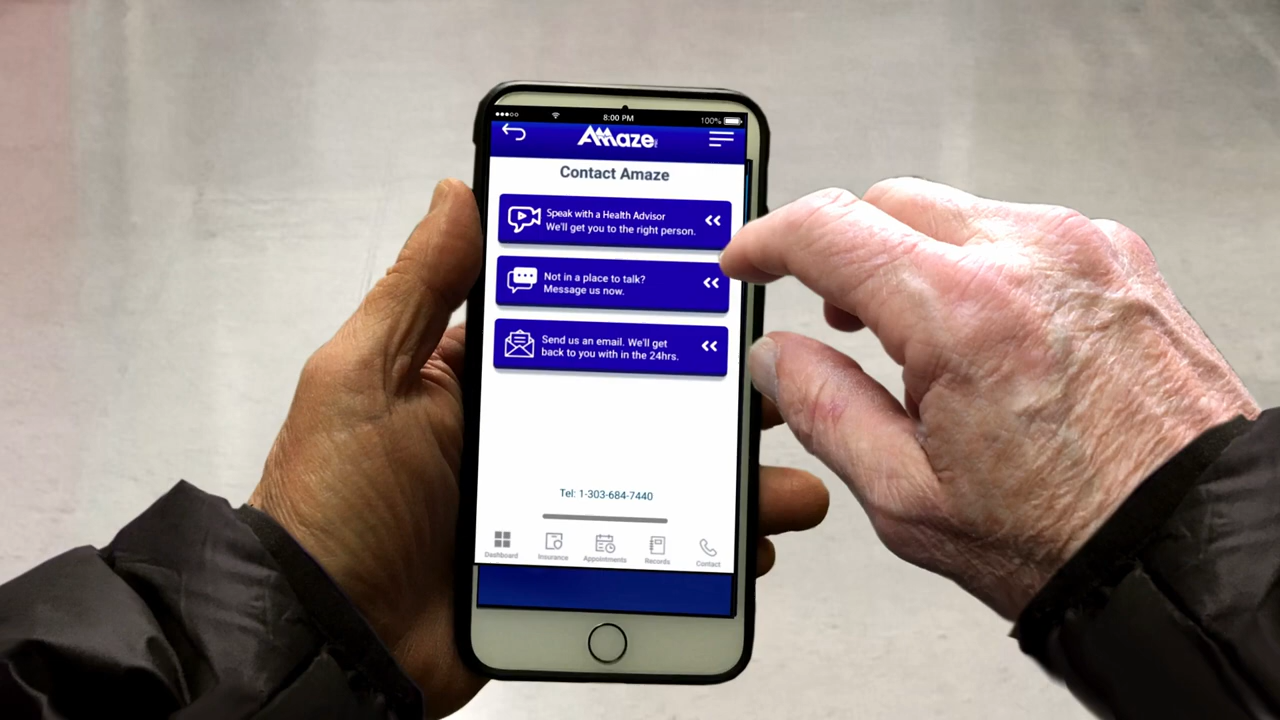 8:00 PM
100%
AMaze
Contact Amaze
Speak with a Health Advisor
We'll get you to the right person.
Not in a place to talk?
Message us now.
Send us an email. We'll get
back to you with in the 24hrs.
Tel: 1-303-684-7440
Dashboard
Insurance
Appointments
Records
Contact